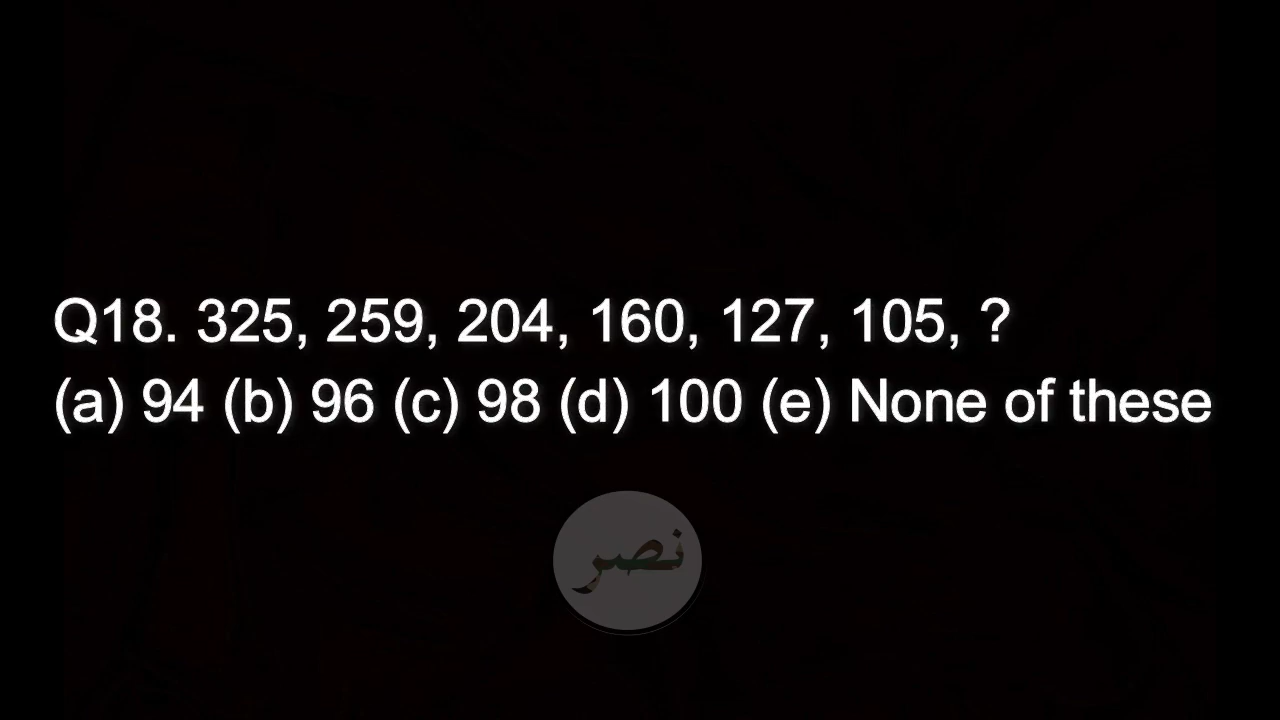 Q18. 325, 259, 204, 160, 127, 105, ?
(a) 94 (b) 96 (c) 98 (d) 100 (e) None of these
نصر